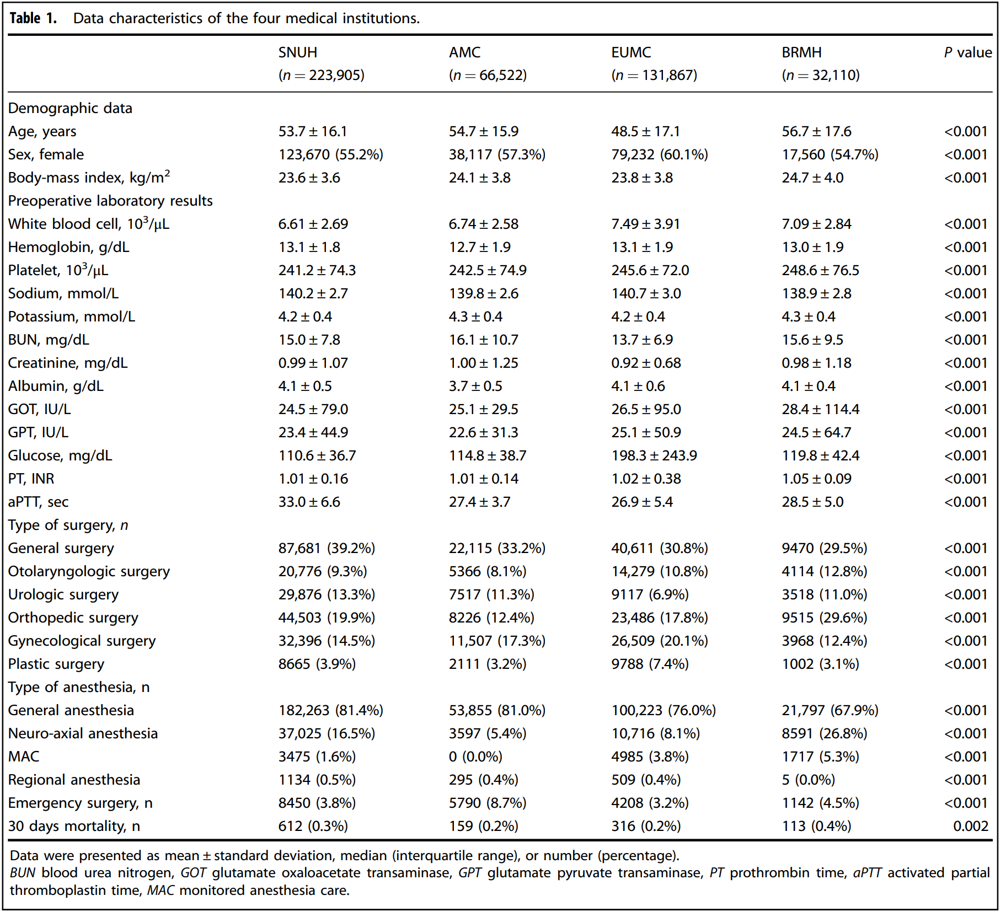 Table 1. Data characteristics of the four medical institutions.
SNUH AMC EUMC BRMH P value
(n = 223,905) (n = 66,522) (n = 131,867) (n = 32,110)
Demographic data
Age, years 53.7 ± 16.1 54.7 ± 15.9 48.5 ± 17.1 56.7 ± 17.6 <0.001
Sex, female 123,670 (55.2%) 38,117 (57.3%) 79,232 (60.1%) 17,560 (54.7%) <0.001
Body-mass index, kg/m² 23.6 ± 3.6 24.1 ± 3.8 23.8 ± 3.8 24.7 ± 4.0 <0.001
Preoperative laboratory results
White blood cell, 10³/μL 6.61 ± 2.69 6.74 ± 2.58 7.49 ± 3.91 7.09 ± 2.84 <0.001
Hemoglobin, g/dL 13.1 ± 1.8 12.7 ± 1.9 13.1 ± 1.9 13.0 ± 1.9 <0.001
Platelet, 10³/μL 241.2 ± 74.3 242.5 ± 74.9 245.6 ± 72.0 248.6 ± 76.5 <0.001
Sodium, mmol/L 140.2 ± 2.7 139.8 ± 2.6 140.7 ± 3.0 138.9 ± 2.8 <0.001
Potassium, mmol/L 4.2 ± 0.4 4.3 ± 0.4 4.2 ± 0.4 4.3 ± 0.4 <0.001
BUN, mg/dL 15.0 ± 7.8 16.1 ± 10.7 13.7 ± 6.9 15.6 ± 9.5 <0.001
Creatinine, mg/dL 0.99 ± 1.07 1.00 ± 1.25 0.92 ± 0.68 0.98 ± 1.18 <0.001
Albumin, g/dL 4.1 ± 0.5 3.7 ± 0.5 4.1 ± 0.6 4.1 ± 0.4 <0.001
GOT, IU/L 24.5 ± 79.0 25.1 ± 29.5 26.5 ± 95.0 28.4 ± 114.4 <0.001
GPT, IU/L 23.4 ± 44.9 22.6 ± 31.3 25.1 ± 50.9 24.5 ± 64.7 <0.001
Glucose, mg/dL 110.6 ± 36.7 114.8 ± 38.7 198.3 ± 243.9 119.8 ± 42.4 <0.001
PT, INR 1.01 ± 0.16 1.01 ± 0.14 1.02 ± 0.38 1.05 ± 0.09 <0.001
aPTT, sec 33.0 ± 6.6 27.4 ± 3.7 26.9 ± 5.4 28.5 ± 5.0 <0.001
Type of surgery, n
General surgery 87,681 (39.2%) 22,115 (33.2%) 40,611 (30.8%) 9470 (29.5%) <0.001
Otolaryngologic surgery 20,776 (9.3%) 5366 (8.1%) 14,279 (10.8%) 4114 (12.8%) <0.001
Urologic surgery 29,876 (13.3%) 7517 (11.3%) 9117 (6.9%) 3518 (11.0%) <0.001
Orthopedic surgery 44,503 (19.9%) 8226 (12.4%) 23,486 (17.8%) 9515 (29.6%) <0.001
Gynecological surgery 32,396 (14.5%) 11,507 (17.3%) 26,509 (20.1%) 3968 (12.4%) <0.001
Plastic surgery 8665 (3.9%) 2111 (3.2%) 9788 (7.4%) 1002 (3.1%) <0.001
Type of anesthesia, n
General anesthesia 182,263 (81.4%) 53,855 (81.0%) 100,223 (76.0%) 21,797 (67.9%) <0.001
Neuro-axial anesthesia 37,025 (16.5%) 3597 (5.4%) 10,716 (8.1%) 8591 (26.8%) <0.001
MAC 3475 (1.6%) 0 (0.0%) 4985 (3.8%) 1717 (5.3%) <0.001
Regional anesthesia 1134 (0.5%) 295 (0.4%) 509 (0.4%) 5 (0.0%) <0.001
Emergency surgery, n 8450 (3.8%) 5790 (8.7%) 4208 (3.2%) 1142 (4.5%) <0.001
30 days mortality, n 612 (0.3%) 159 (0.2%) 316 (0.2%) 113 (0.4%) 0.002
Data were presented as mean ± standard deviation, median (interquartile range), or number (percentage).
BUN blood urea nitrogen, GOT glutamate oxaloacetate transaminase, GPT glutamate pyruvate transaminase, PT prothrombin time, aPTT activated partial
thromboplastin time, MAC monitored anesthesia care.